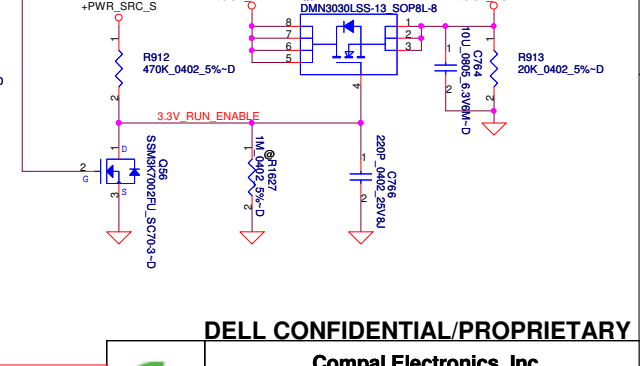 +PWR_SRC_S
DMN3030LSS-13_SOP8L-8
8
7
6
5
1
2
3
4
1
R912
470K_0402_5%~D
2
1
C764
10U_0805_6.3V6M~D
2
1
R913
20K_0402_5%~D
2
3.3V_RUN_ENABLE
1
D
2
G
S
3
Q56
SSM3K7002FU_SC70-3~D
1
@
R1627
1M_0402_5%~D
2
1
C766
220P_0402_25V8J
2
DELL CONFIDENTIAL/PROPRIETARY
Compal Electronics, Inc